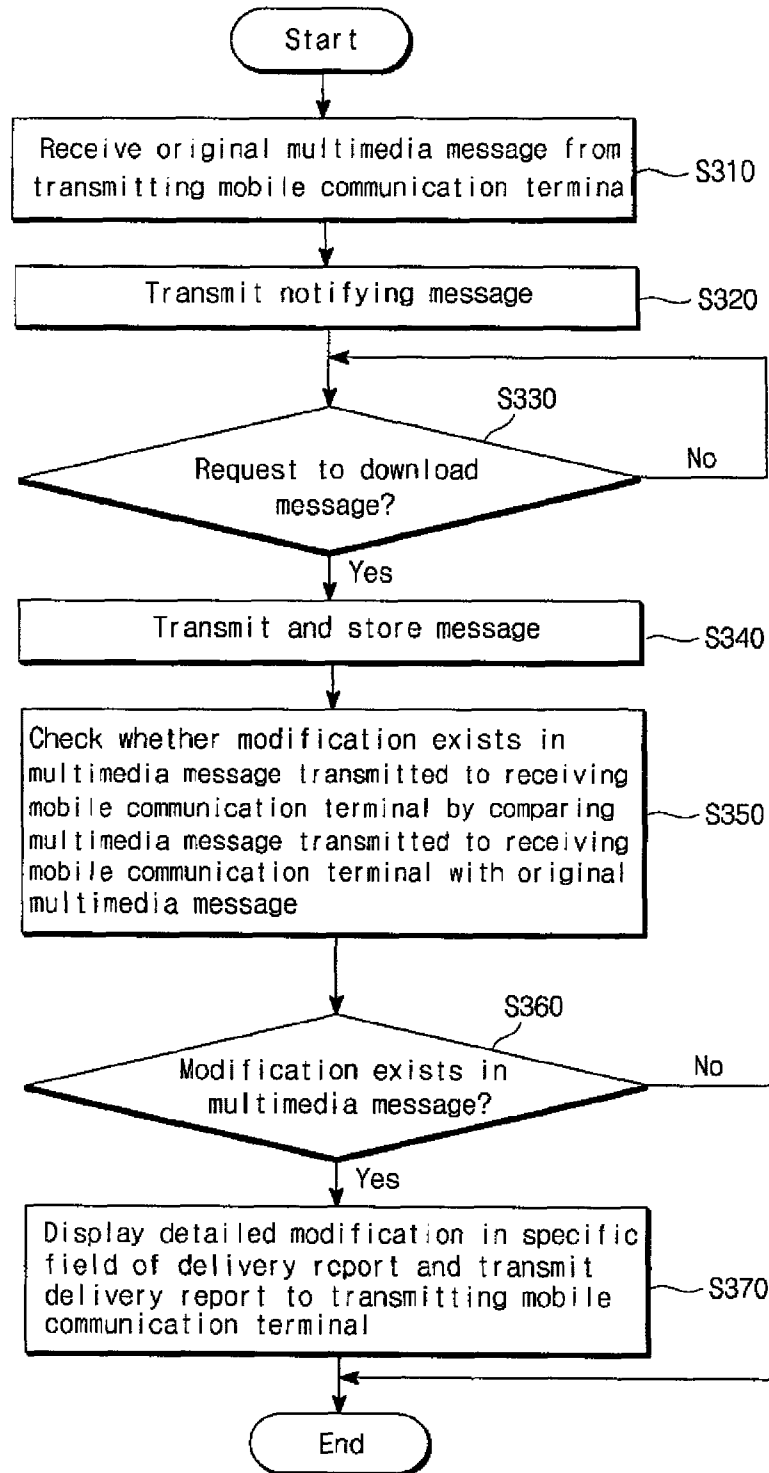 Start
Receive original multimedia message from
transmitting mobile communication termina
S310
Transmit notifying message
S320
S330
Request to download
message?
No
Yes
Transmit and store message
S340
Check whether modification exists in
multimedia message transmitted to receiving
mobile communication terminal by comparing
multimedia message transmitted to receiving
mobile communication terminal with original
multimedia message
S350
S360
Modification exists in
multimedia message?
No
Yes
Display detailed modification in specific
field of delivery report and transmit
delivery report to transmitting mobile
communication terminal
S370
End